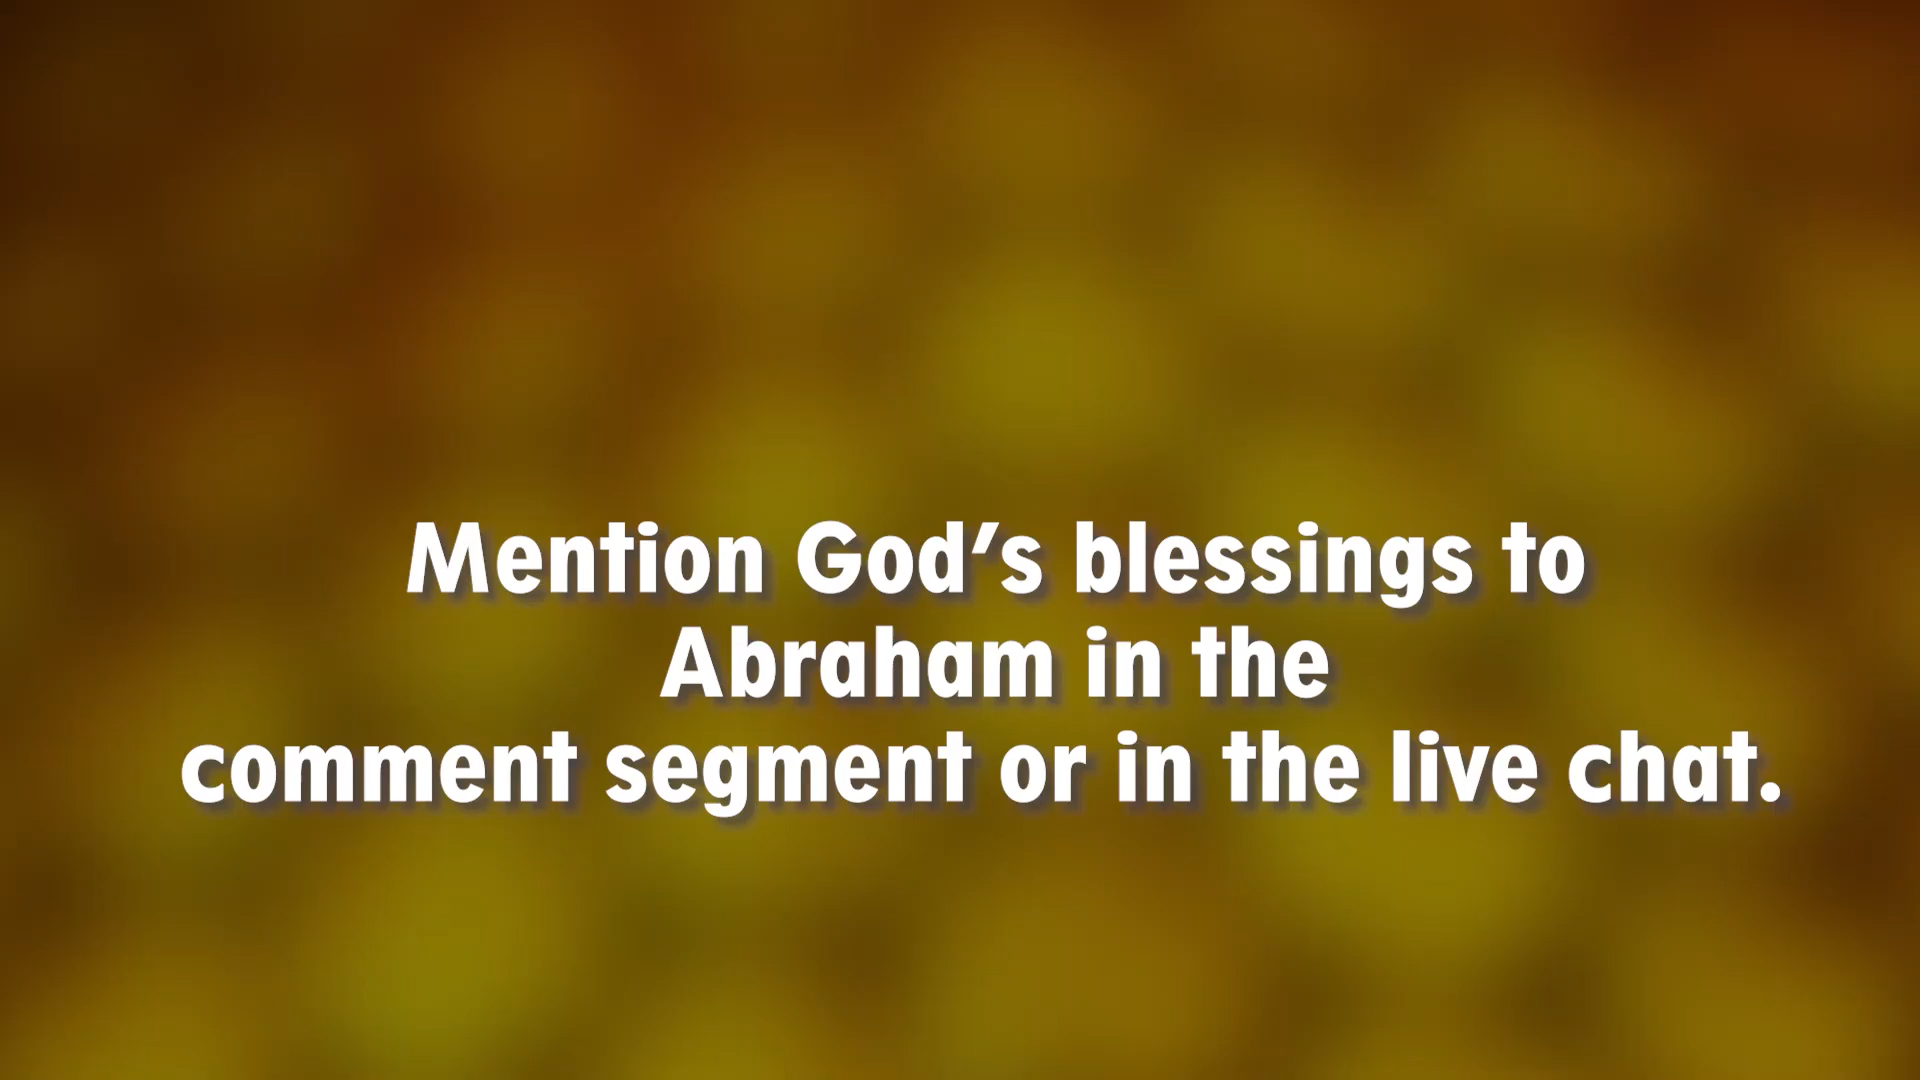 Mention God's blessings to
Abraham in the
comment segment or in the live chat.